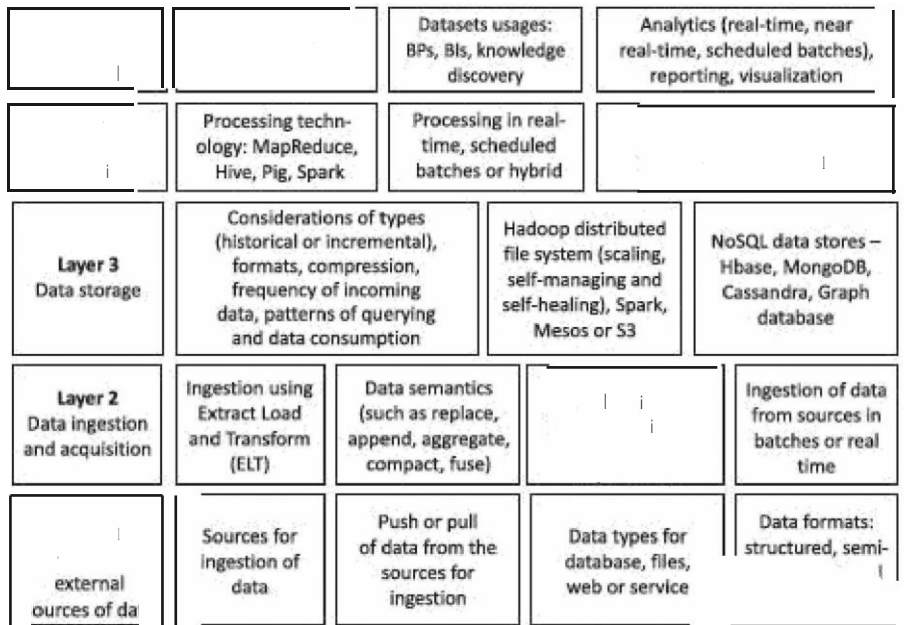 Datasets usages:
BPs, BIs, knowledge
discovery
Analytics (real-time, near
real-time, scheduled batches),
reporting, visualization
Processing techn-
ology: MapReduce,
Hive, Pig, Spark
Processing in real-
time, scheduled
batches or hybrid
Layer 3
Data storage
Considerations of types
(historical or incremental),
formats, compression,
frequency of incoming
data, patterns of querying
and data consumption
Hadoop distributed
file system (scaling,
self-managing and
self-healing), Spark,
Mesos or S3
NoSQL data stores –
Hbase, MongoDB,
Cassandra, Graph
database
Layer 2
Data ingestion
and acquisition
Ingestion using
Extract Load
and Transform
(ELT)
Data semantics
(such as replace,
append, aggregate,
compact, fuse)
Ingestion of data
from sources in
batches or real
time
external
ources of da
Sources for
ingestion of
data
Push or pull
of data from the
sources for
ingestion
Data types for
database, files,
web or service
Data formats:
structured, semi-